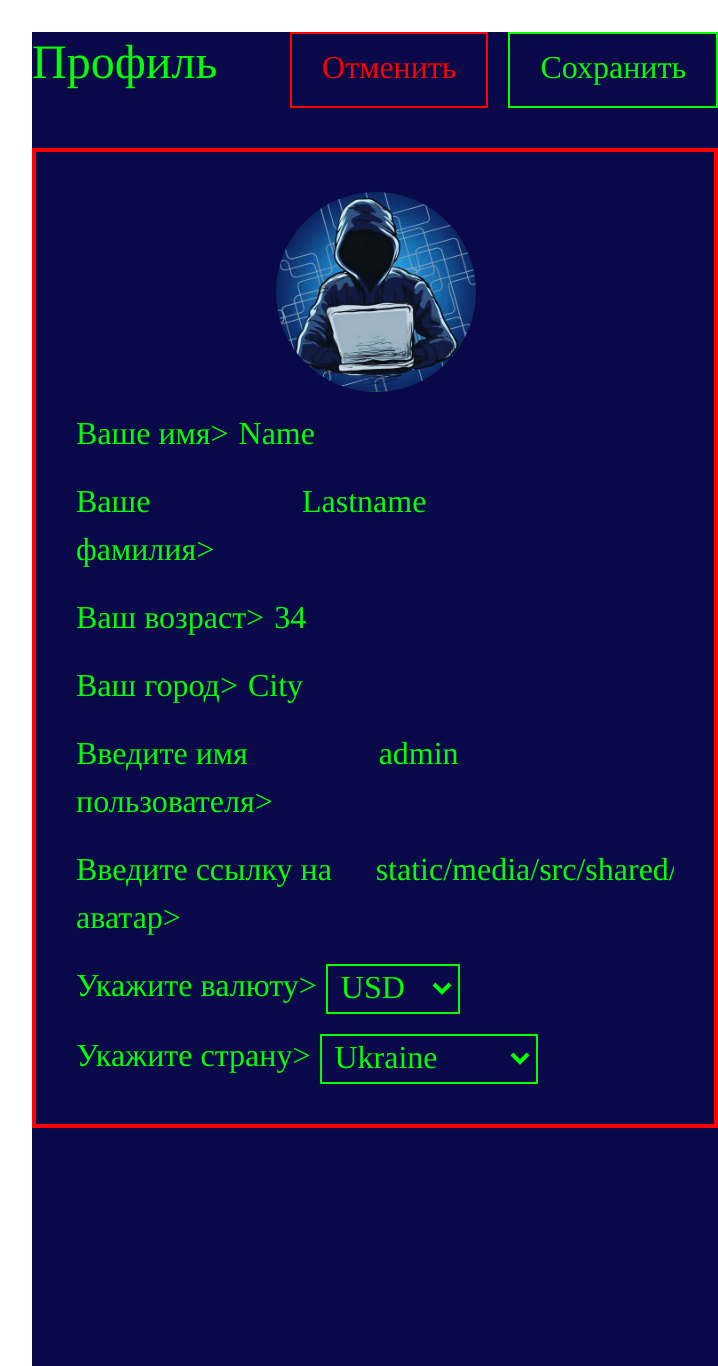 Профиль Отменить Сохранить
Ваше имя> Name
Ваше Lastname
фамилия>
Ваш возраст> 34
Ваш город> City
Введите имя admin
пользователя>
Введите ссылку на static/media/src/shared/
аватар>
Укажите валюту> USD
Укажите страну> Ukraine